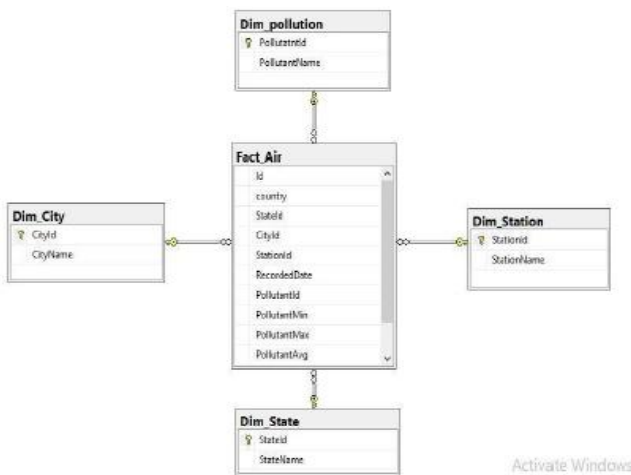 Dim_pollution
PollutatntId
PollutantName
Fact_Air
Id
country
StateId
CityId
StationId
RecordedDate
PollutantId
PollutantMin
PollutantMax
PollutantAvg
Dim_City
CityId
CityName
Dim_Station
StationId
StationName
Dim_State
StateId
StateName
Activate Windows